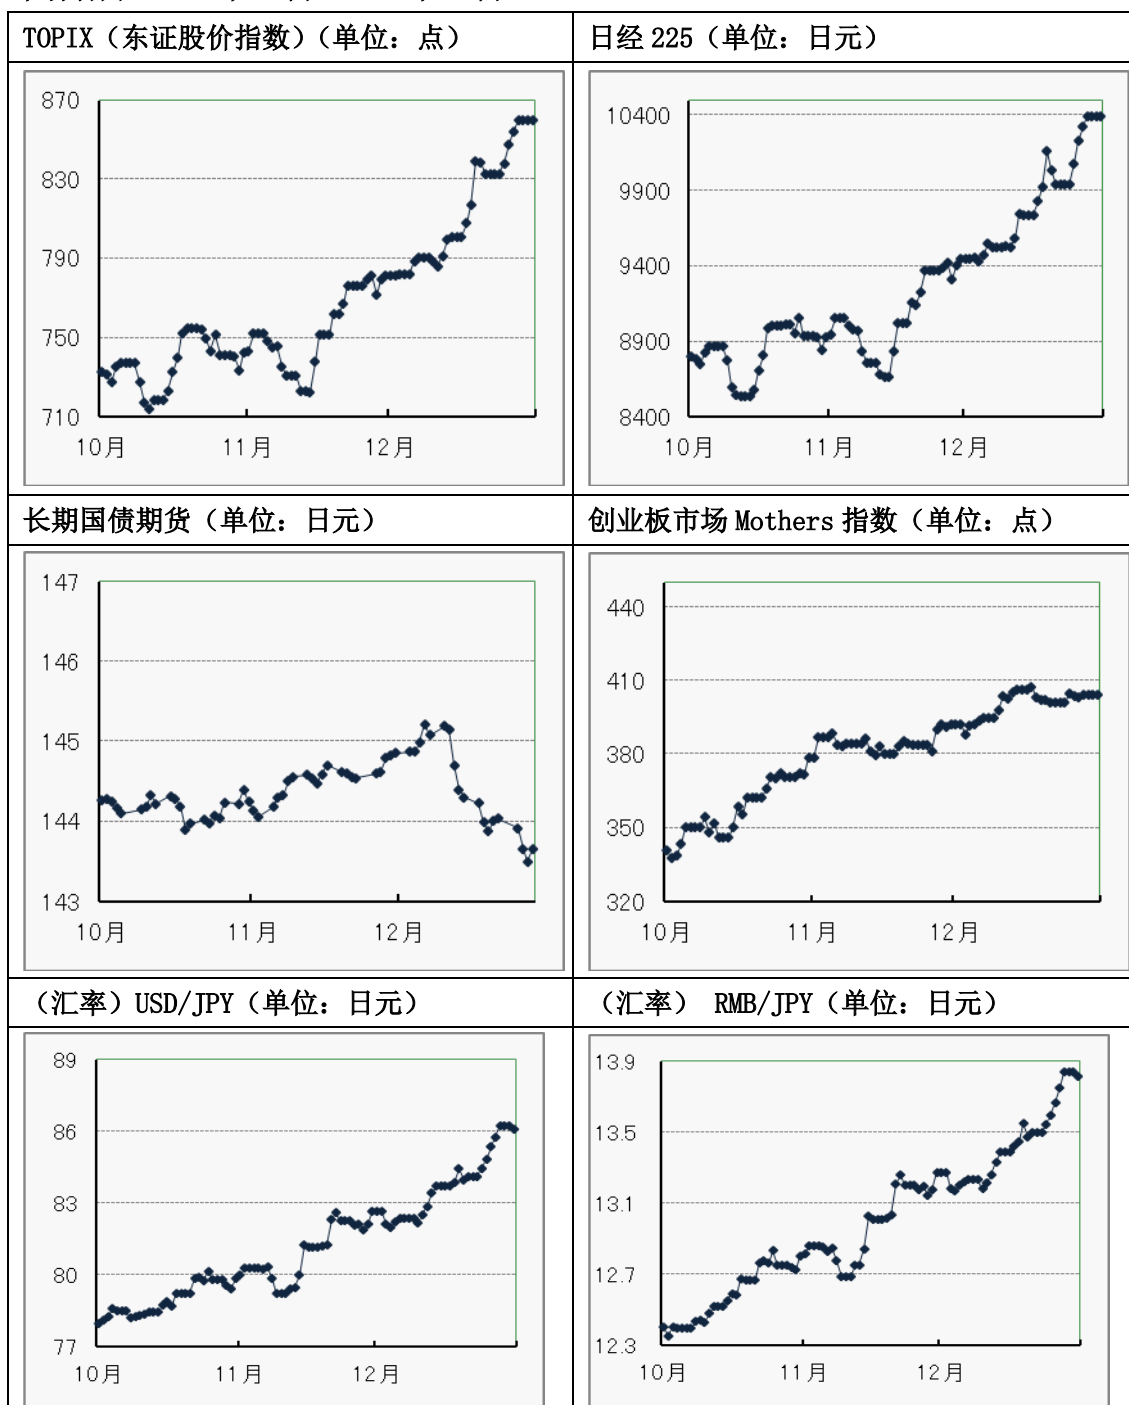 TOPIX（东证股价指数）（单位：点）
870
830
790
750
710
10月 11月 12月
日经 225（单位：日元）
10400
9900
9400
8900
8400
10月 11月 12月
长期国债期货（单位：日元）
147
146
145
144
143
10月 11月 12月
创业板市场 Mothers 指数（单位：点）
440
410
380
350
320
10月 11月 12月
（汇率）USD/JPY（单位：日元）
89
86
83
80
77
10月 11月 12月
（汇率） RMB/JPY（单位：日元）
13.9
13.5
13.1
12.7
12.3
10月 11月 12月